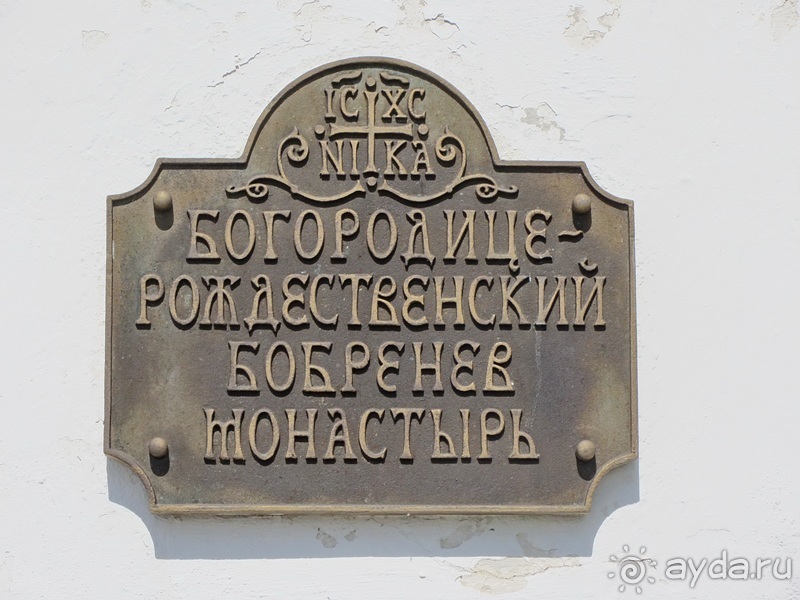 IC XC
NI KA
БОГОРОДИЦЕ-
РОЖДЕСТВЕНСКИЙ
БОБРЕНЕВ
МОНАСТЫРЬ
ayda.ru